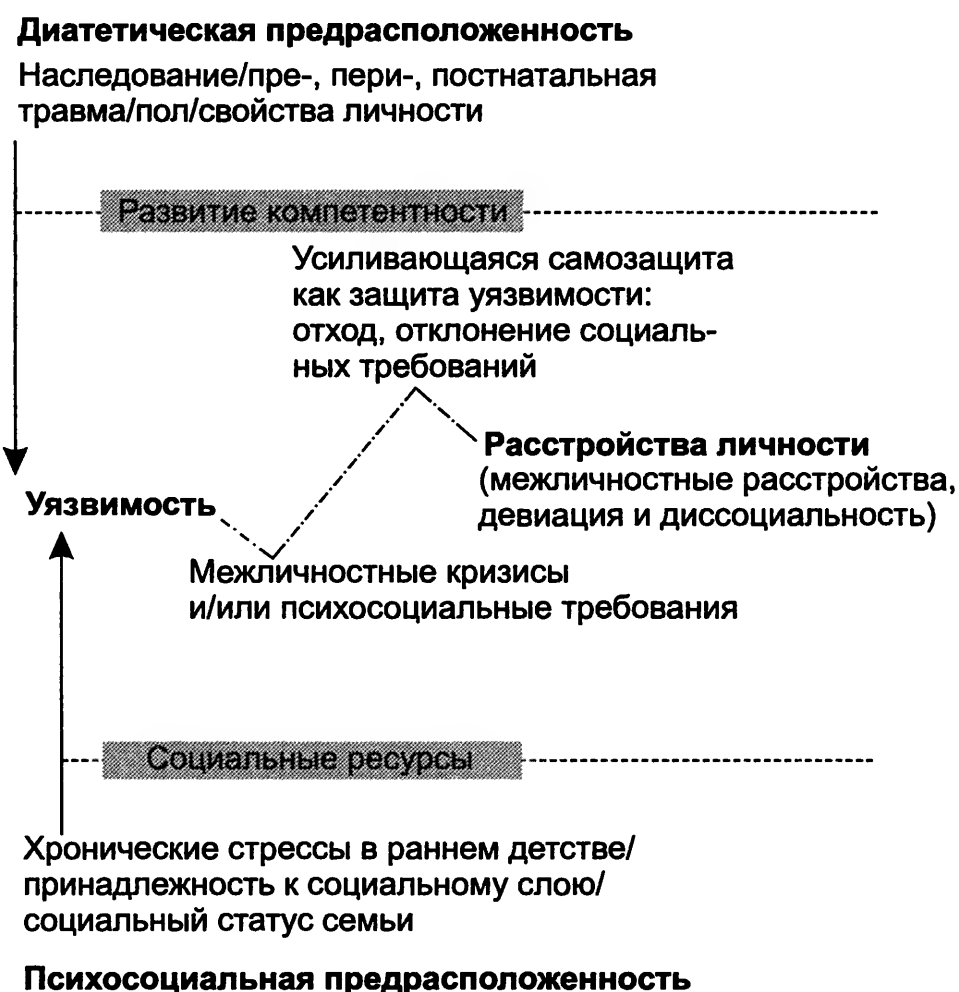 Диатетическая предрасположенность
Наследование/пре-, пери-, постнатальная
травма/пол/свойства личности
Развитие компетентности
Усиливающаяся самозащита
как защита уязвимости:
отход, отклонение социаль-
ных требований
Расстройства личности
(межличностные расстройства,
девиация и диссоциальность)
Уязвимость
Межличностные кризисы
и/или психосоциальные требования
Социальные ресурсы
Хронические стрессы в раннем детстве/
принадлежность к социальному слою/
социальный статус семьи
Психосоциальная предрасположенность